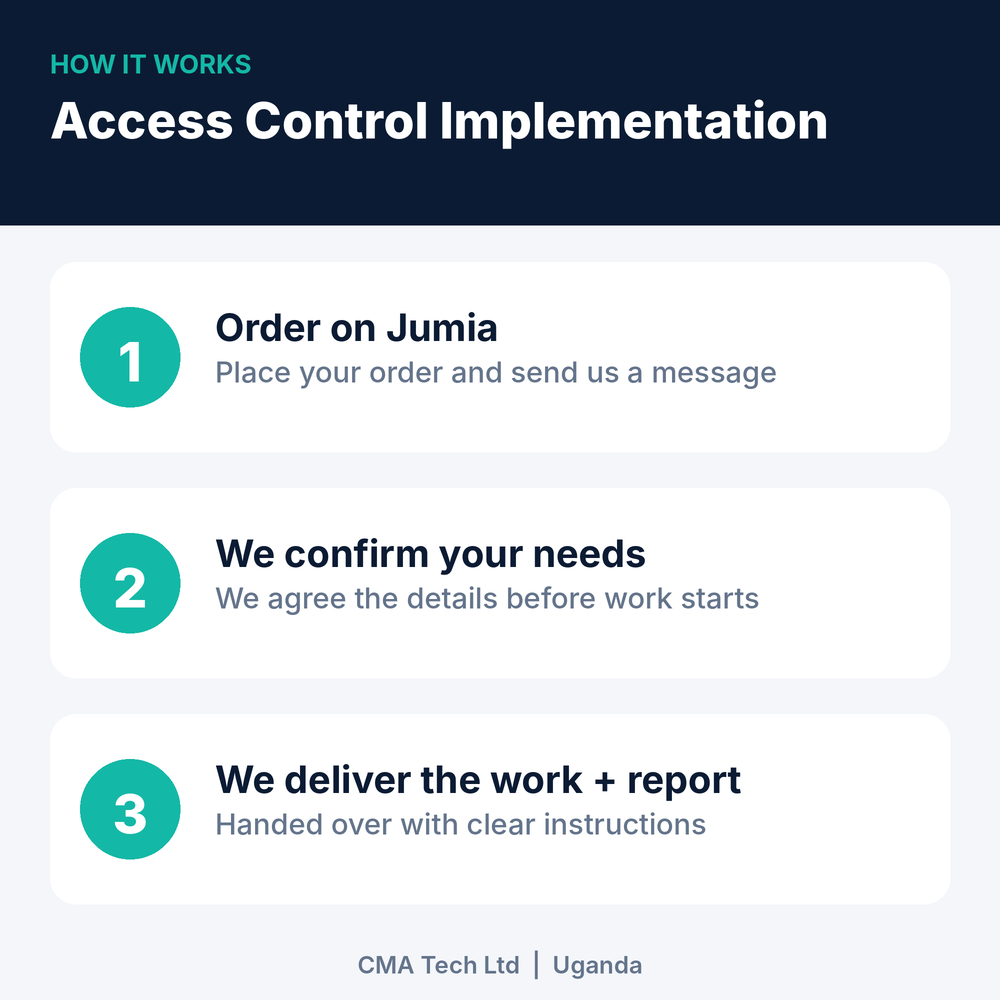 HOW IT WORKS
Access Control Implementation
1
Order on Jumia
Place your order and send us a message
2
We confirm your needs
We agree the details before work starts
3
We deliver the work + report
Handed over with clear instructions
CMA Tech Ltd | Uganda